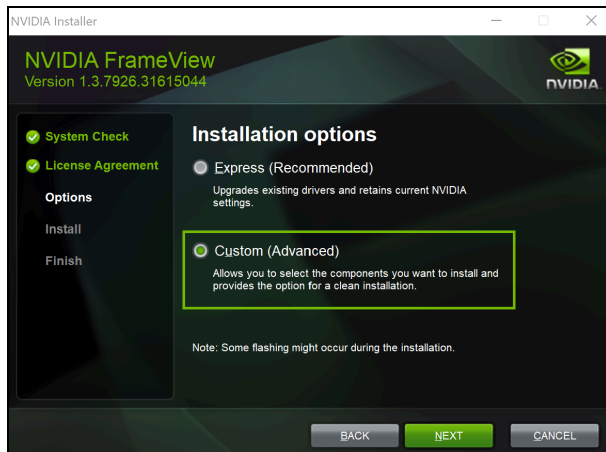 NVIDIA Installer
NVIDIA FrameView
Version 1.3.7926.31615044
NVIDIA.
System Check
License Agreement
Options
Install
Finish
Installation options
Express (Recommended)
Upgrades existing drivers and retains current NVIDIA
settings.
Custom (Advanced)
Allows you to select the components you want to install and
provides the option for a clean installation.
Note: Some flashing might occur during the installation.
BACK
NEXT
CANCEL